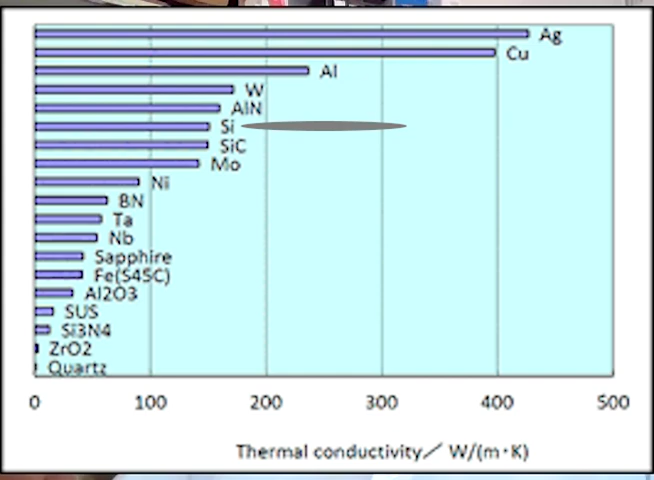 Ag
Cu
Al
W
AlN
Si
SiC
Mo
Ni
BN
Ta
Nb
Sapphire
Fe(S45C)
Al2O3
SUS
Si3N4
ZrO2
Quartz
0 100 200 300 400 500
Thermal conductivity／ W/(m・K)